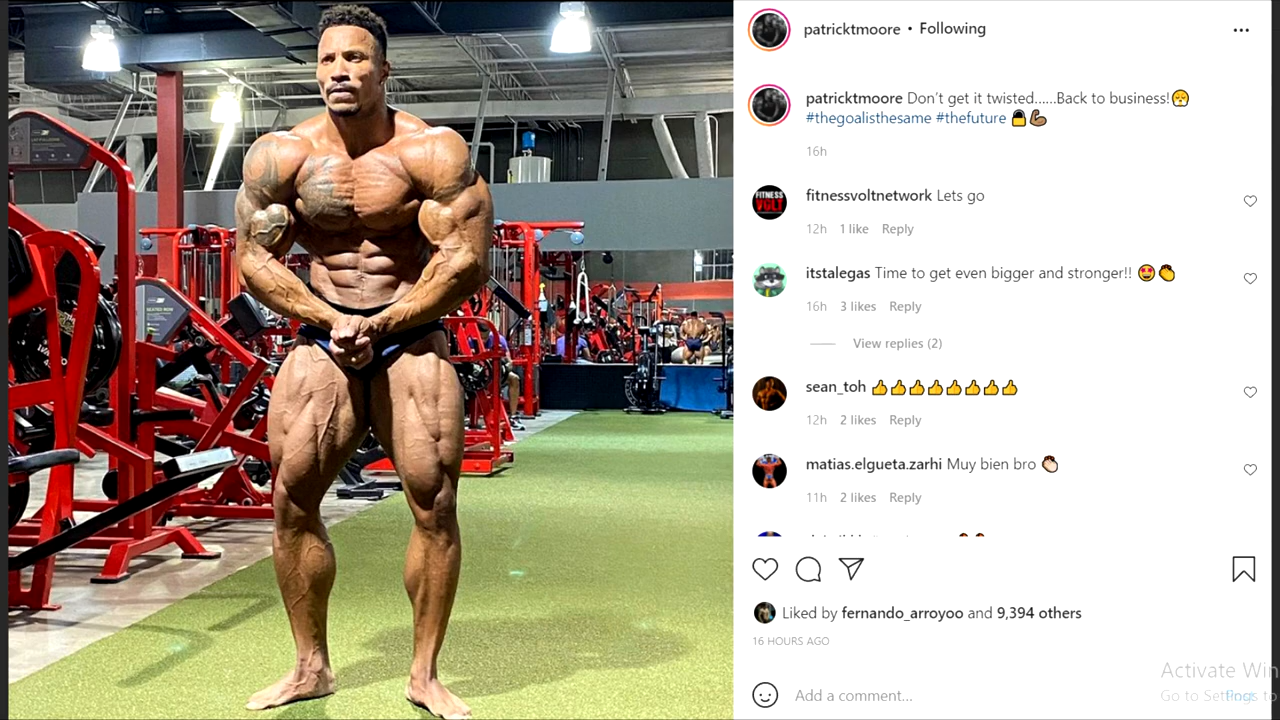 patricktmoore • Following
patricktmoore Don't get it twisted......Back to business!😤
#thegoalisthesame #thefuture 🔒💪🏽
16h
FITNESS
VOLT
fitnessvoltnetwork Lets go
12h 1 like Reply
itstalegas Time to get even bigger and stronger!! 😍👏
16h 3 likes Reply
View replies (2)
sean_toh 👍👍👍👍👍👍👍👍
12h 2 likes Reply
matias.elgueta.zarhi Muy bien bro 👏🏻
11h 2 likes Reply
Liked by fernando_arroyoo and 9,394 others
16 HOURS AGO
Activate Win
Go to Settings to
Add a comment...
Post